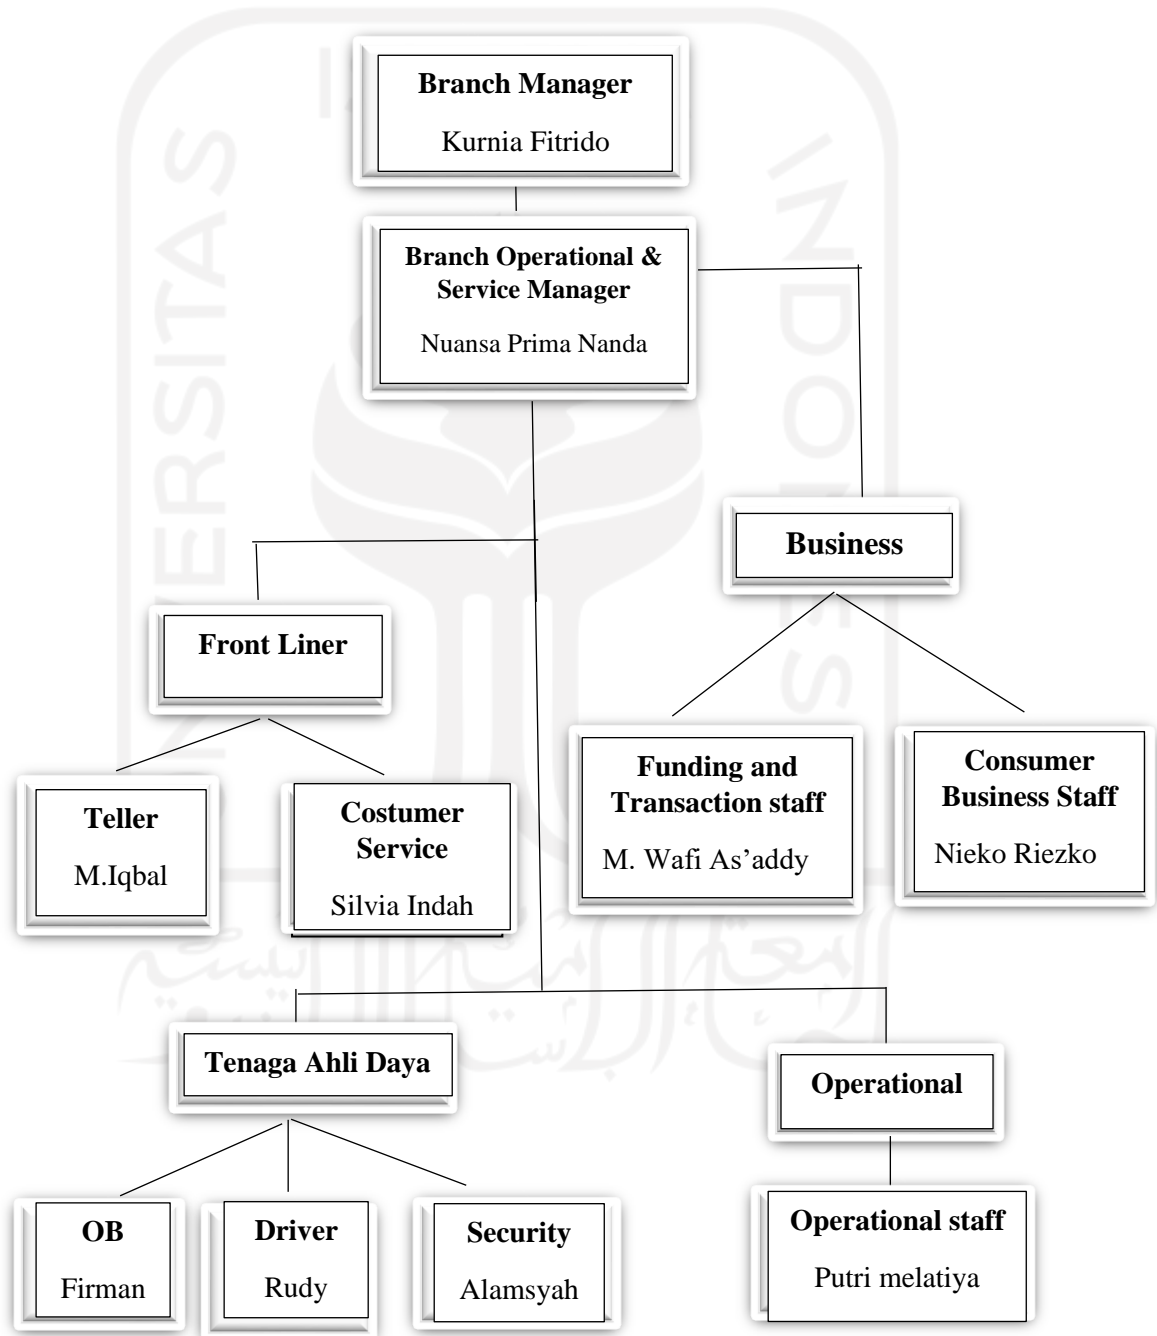 Branch Manager
Kurnia Fitrido
Branch Operational &
Service Manager
Nuansa Prima Nanda
Business
Front Liner
Funding and
Transaction staff
M. Wafi As’addy
Consumer
Business Staff
Nieko Riezko
Teller
M.Iqbal
Costumer
Service
Silvia Indah
Tenaga Ahli Daya
Operational
OB
Firman
Driver
Rudy
Security
Alamsyah
Operational staff
Putri melatiya